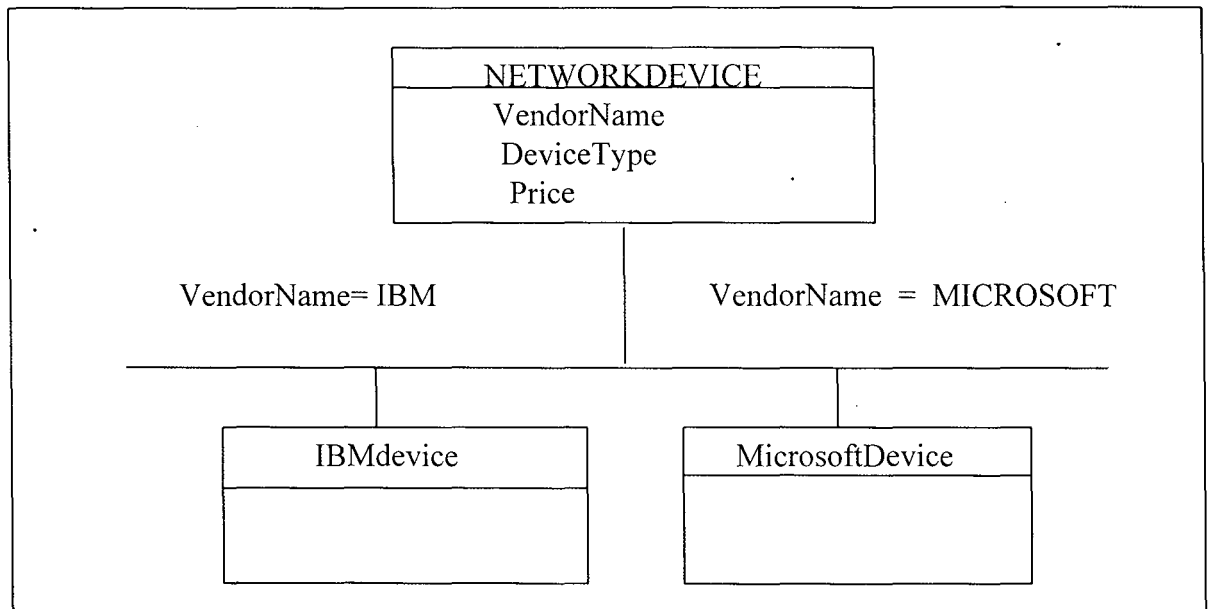 NETWORKDEVICE
VendorName
DeviceType
Price
VendorName= IBM
VendorName = MICROSOFT
IBMdevice
MicrosoftDevice